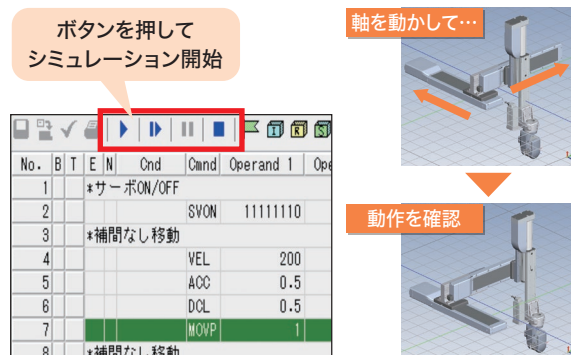 ボタンを押して
シミュレーション開始
No. B T E N Cnd Cmnd Operand 1 Ope
1 *サーボON/OFF
2 SVON 11111110
3 *補間なし移動
4 VEL 200
5 ACC 0.5
6 DCL 0.5
7 MOVP 1
8 *補間なし移動
軸を動かして…
動作を確認